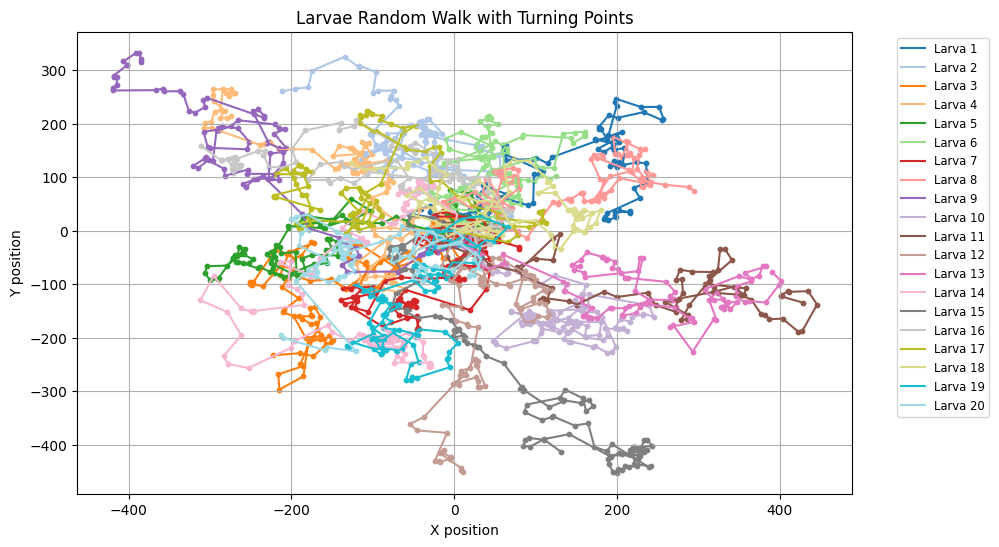 Larvae Random Walk with Turning Points
Y position
300
200
100
0
−100
−200
−300
−400
−400
−200
0
200
400
X position
Larva 1
Larva 2
Larva 3
Larva 4
Larva 5
Larva 6
Larva 7
Larva 8
Larva 9
Larva 10
Larva 11
Larva 12
Larva 13
Larva 14
Larva 15
Larva 16
Larva 17
Larva 18
Larva 19
Larva 20